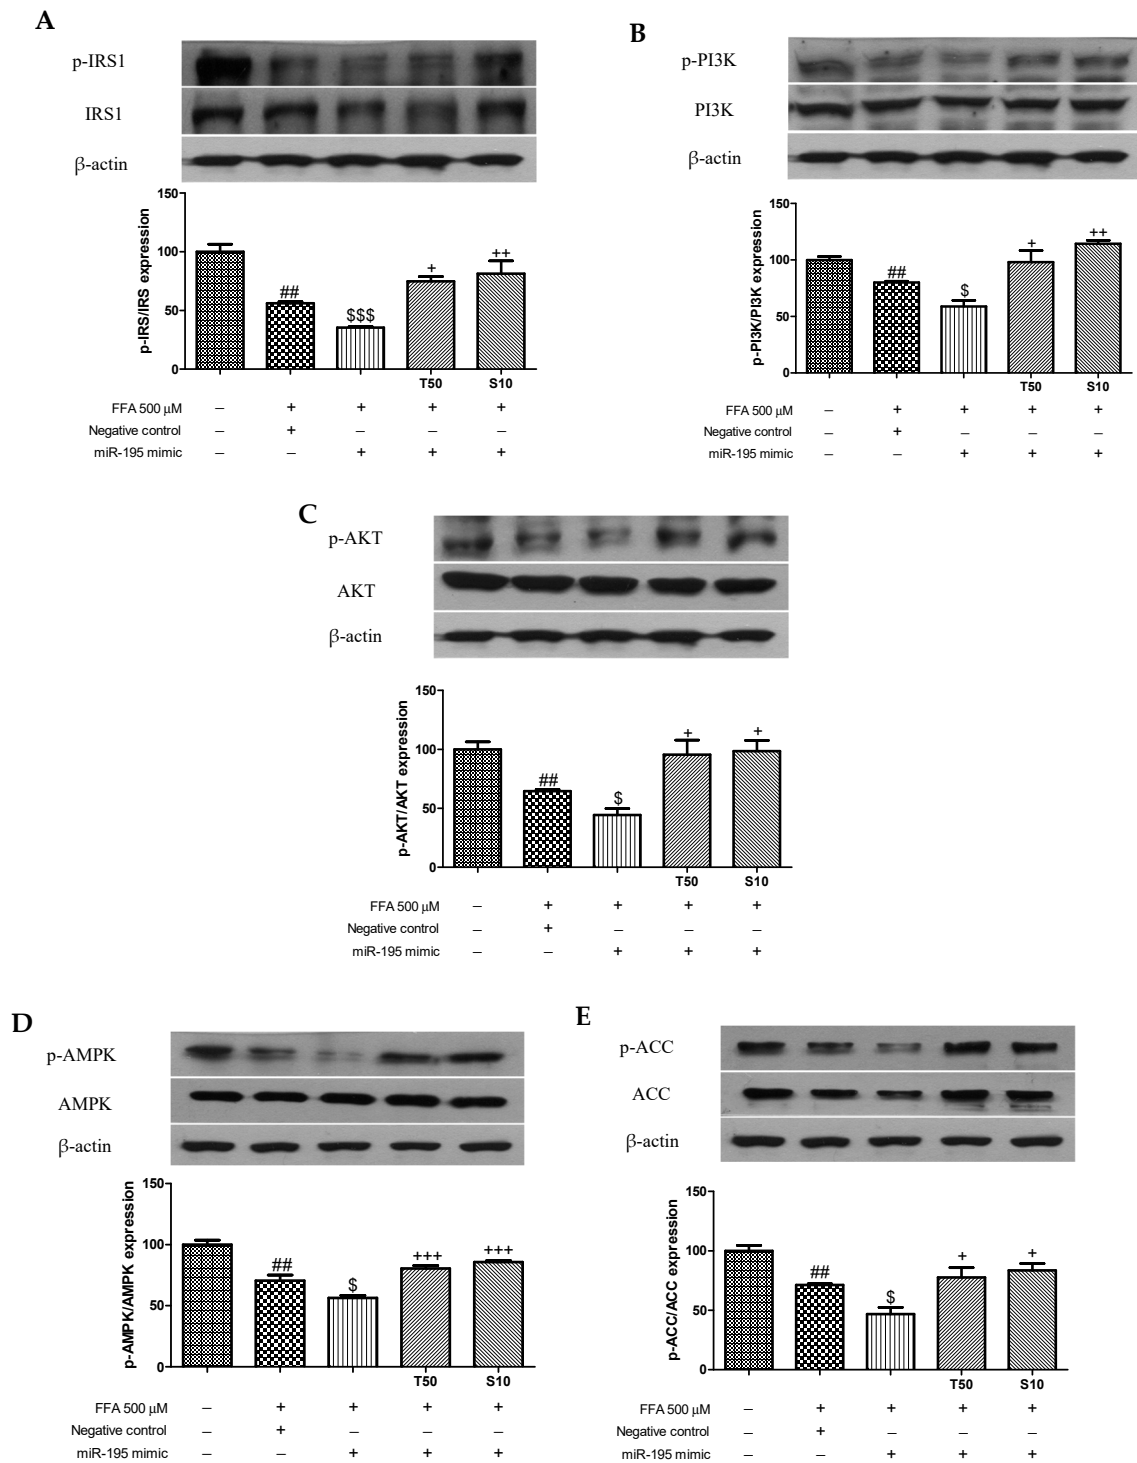 A
p-IRS1
IRS1
β-actin
150
100
50
0
p-IRS/IRS expression
##
$$$
+
++
T50
S10
FFA 500 μM – + + + +
Negative control – + – – –
miR-195 mimic – – + + +
B
p-PI3K
PI3K
β-actin
150
100
50
0
p-PI3K/PI3K expression
##
$
+
++
T50
S10
FFA 500 μM – + + + +
Negative control – + – – –
miR-195 mimic – – + + +
C
p-AKT
AKT
β-actin
150
100
50
0
p-AKT/AKT expression
##
$
+
+
T50
S10
FFA 500 μM – + + + +
Negative control – + – – –
miR-195 mimic – – + + +
D
p-AMPK
AMPK
β-actin
150
100
50
0
p-AMPK/AMPK expression
##
$
+++
+++
T50
S10
FFA 500 μM – + + + +
Negative control – + – – –
miR-195 mimic – – + + +
E
p-ACC
ACC
β-actin
150
100
50
0
p-ACC/ACC expression
##
$
+
+
T50
S10
FFA 500 μM – + + + +
Negative control – + – – –
miR-195 mimic – – + + +